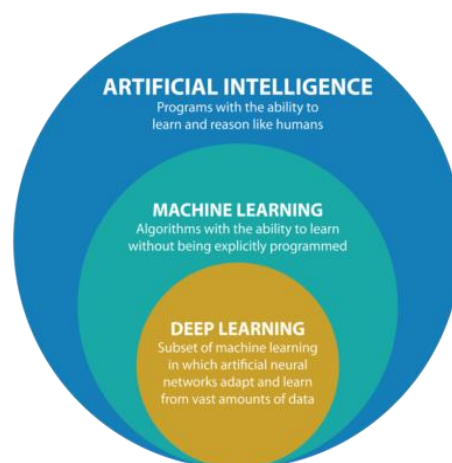 ARTIFICIAL INTELLIGENCE
Programs with the ability to
learn and reason like humans
MACHINE LEARNING
Algorithms with the ability to learn
without being explicitly programmed
DEEP LEARNING
Subset of machine learning
in which artificial neural
networks adapt and learn
from vast amounts of data